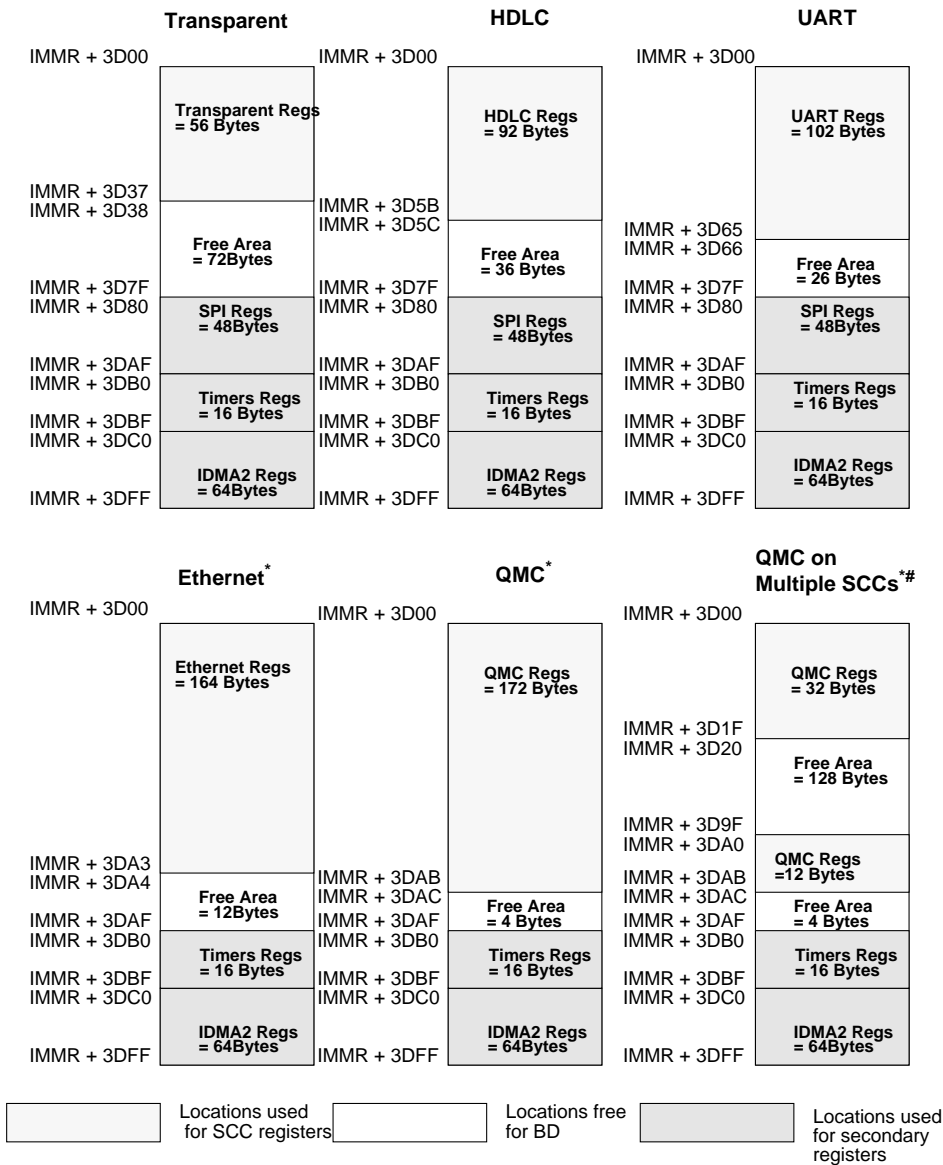 Transparent
IMMR + 3D00
Transparent Regs
= 56 Bytes
IMMR + 3D37
IMMR + 3D38
Free Area
= 72Bytes
IMMR + 3D7F
IMMR + 3D80
SPI Regs
= 48Bytes
IMMR + 3DAF
IMMR + 3DB0
Timers Regs
= 16 Bytes
IMMR + 3DBF
IMMR + 3DC0
IDMA2 Regs
= 64Bytes
IMMR + 3DFF
HDLC
IMMR + 3D00
HDLC Regs
= 92 Bytes
IMMR + 3D5B
IMMR + 3D5C
Free Area
= 36 Bytes
IMMR + 3D7F
IMMR + 3D80
SPI Regs
= 48Bytes
IMMR + 3DAF
IMMR + 3DB0
Timers Regs
= 16 Bytes
IMMR + 3DBF
IMMR + 3DC0
IDMA2 Regs
= 64Bytes
IMMR + 3DFF
UART
IMMR + 3D00
UART Regs
= 102 Bytes
IMMR + 3D65
IMMR + 3D66
Free Area
= 26 Bytes
IMMR + 3D7F
IMMR + 3D80
SPI Regs
= 48Bytes
IMMR + 3DAF
IMMR + 3DB0
Timers Regs
= 16 Bytes
IMMR + 3DBF
IMMR + 3DC0
IDMA2 Regs
= 64Bytes
IMMR + 3DFF
Ethernet*
IMMR + 3D00
Ethernet Regs
= 164 Bytes
IMMR + 3DA3
IMMR + 3DA4
Free Area
= 12Bytes
IMMR + 3DAF
IMMR + 3DB0
Timers Regs
= 16 Bytes
IMMR + 3DBF
IMMR + 3DC0
IDMA2 Regs
= 64Bytes
IMMR + 3DFF
QMC*
IMMR + 3D00
QMC Regs
= 172 Bytes
IMMR + 3DAB
IMMR + 3DAC
Free Area
= 4 Bytes
IMMR + 3DAF
IMMR + 3DB0
Timers Regs
= 16 Bytes
IMMR + 3DBF
IMMR + 3DC0
IDMA2 Regs
= 64Bytes
IMMR + 3DFF
QMC on
Multiple SCCs*#
IMMR + 3D00
QMC Regs
= 32 Bytes
IMMR + 3D1F
IMMR + 3D20
Free Area
= 128 Bytes
IMMR + 3D9F
IMMR + 3DA0
QMC Regs
=12 Bytes
IMMR + 3DAB
IMMR + 3DAC
Free Area
= 4 Bytes
IMMR + 3DAF
IMMR + 3DB0
Timers Regs
= 16 Bytes
IMMR + 3DBF
IMMR + 3DC0
IDMA2 Regs
= 64Bytes
IMMR + 3DFF
Locations used
for SCC registers
Locations free
for BD
Locations used
for secondary
registers